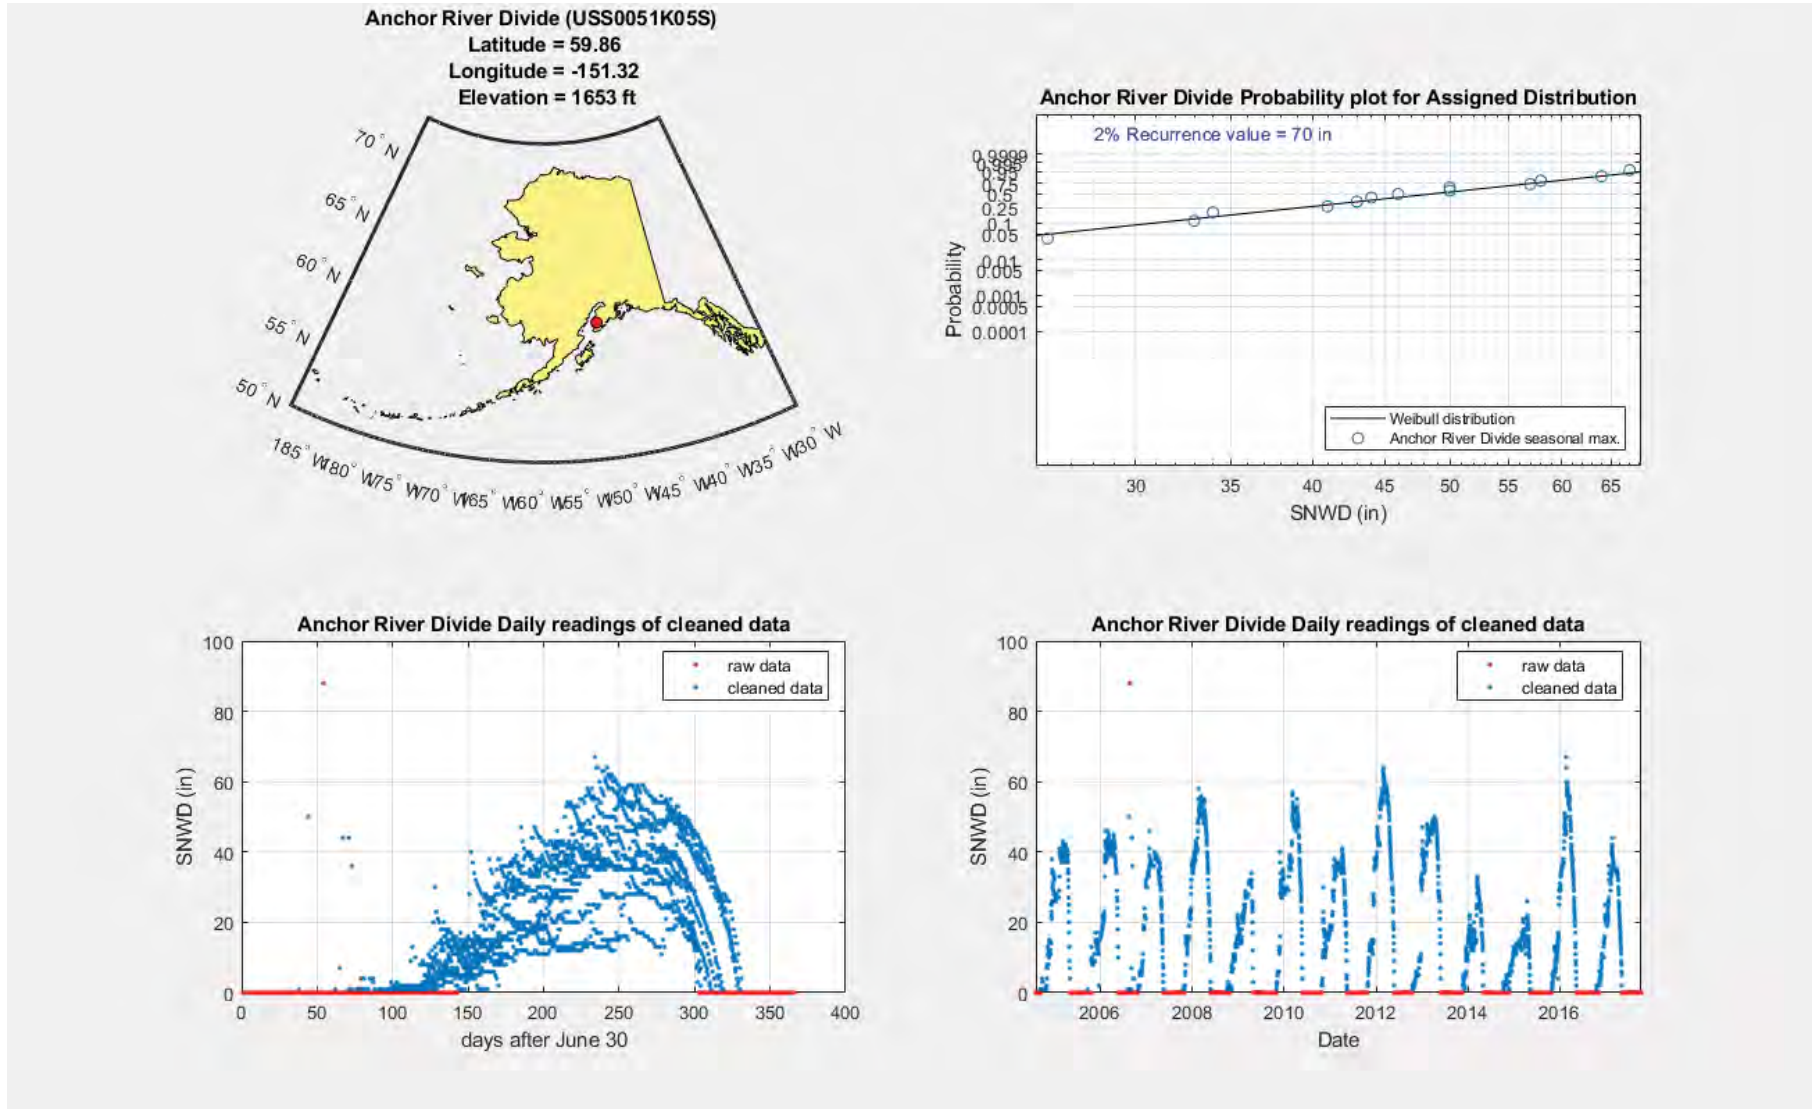 Anchor River Divide (USS0051K05S)
Latitude = 59.86
Longitude = -151.32
Elevation = 1653 ft
70° N
65° N
60° N
55° N
50° N
185° W 180° W 175° W 170° W 165° W 160° W 155° W 150° W 145° W 140° W 135° W 130° W
Anchor River Divide Probability plot for Assigned Distribution
2% Recurrence value = 70 in
0.9999
0.995
0.95
0.75
0.5
0.25
0.1
0.05
0.01
0.005
0.0001
0.0005
0.0001
Probability
Weibull distribution
Anchor River Divide seasonal max.
30 35 40 45 50 55 60 65
SNWD (in)
Anchor River Divide Daily readings of cleaned data
raw data
cleaned data
100
80
60
40
20
0
SNWD (in)
0 50 100 150 200 250 300 350 400
days after June 30
Anchor River Divide Daily readings of cleaned data
raw data
cleaned data
100
80
60
40
20
0
SNWD (in)
2006 2008 2010 2012 2014 2016
Date